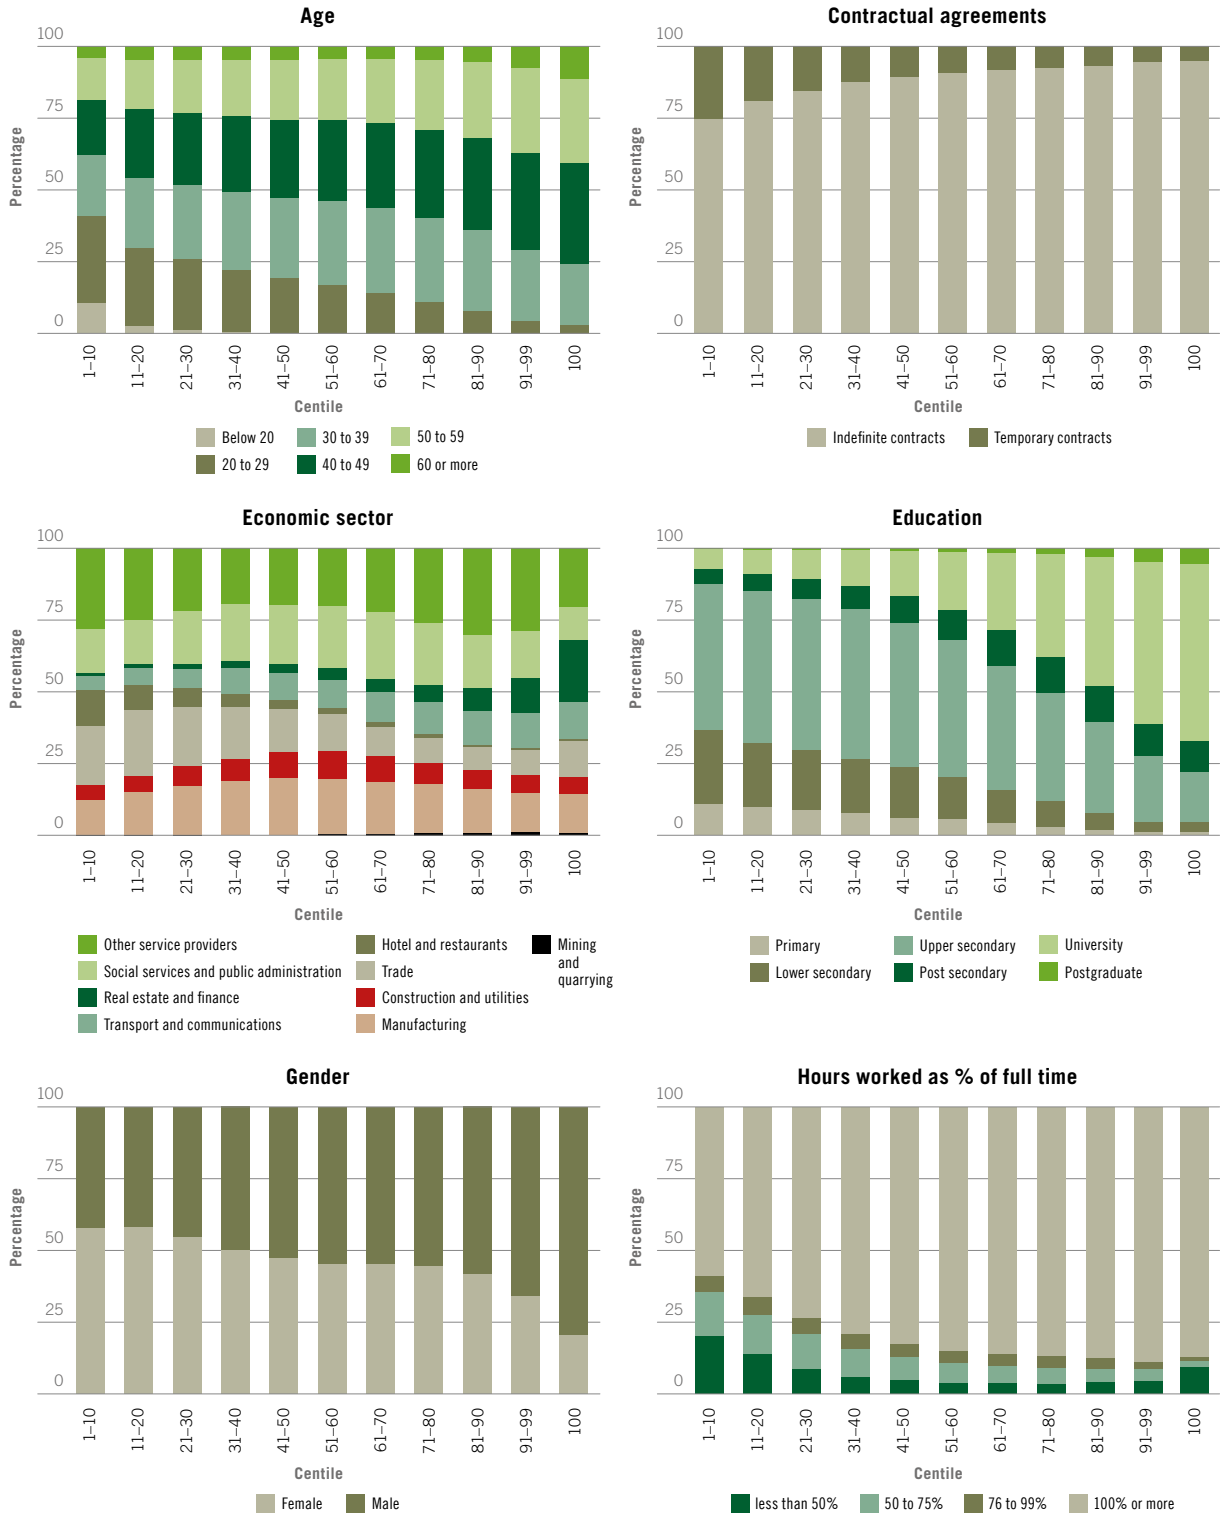 Age
Percentage
100
75
50
25
0
1–10
11–20
21–30
31–40
41–50
51–60
61–70
71–80
81–90
91–99
100
Centile
Below 20
30 to 39
50 to 59
20 to 29
40 to 49
60 or more
Contractual agreements
Percentage
100
75
50
25
0
1–10
11–20
21–30
31–40
41–50
51–60
61–70
71–80
81–90
91–99
100
Centile
Indefinite contracts
Temporary contracts
Economic sector
Percentage
100
75
50
25
0
1–10
11–20
21–30
31–40
41–50
51–60
61–70
71–80
81–90
91–99
100
Centile
Other service providers
Social services and public administration
Real estate and finance
Transport and communications
Hotel and restaurants
Trade
Construction and utilities
Manufacturing
Mining
and
quarrying
Education
Percentage
100
75
50
25
0
1–10
11–20
21–30
31–40
41–50
51–60
61–70
71–80
81–90
91–99
100
Centile
Primary
Upper secondary
University
Lower secondary
Post secondary
Postgraduate
Gender
Percentage
100
75
50
25
0
1–10
11–20
21–30
31–40
41–50
51–60
61–70
71–80
81–90
91–99
100
Centile
Female
Male
Hours worked as % of full time
Percentage
100
75
50
25
0
1–10
11–20
21–30
31–40
41–50
51–60
61–70
71–80
81–90
91–99
100
Centile
less than 50%
50 to 75%
76 to 99%
100% or more